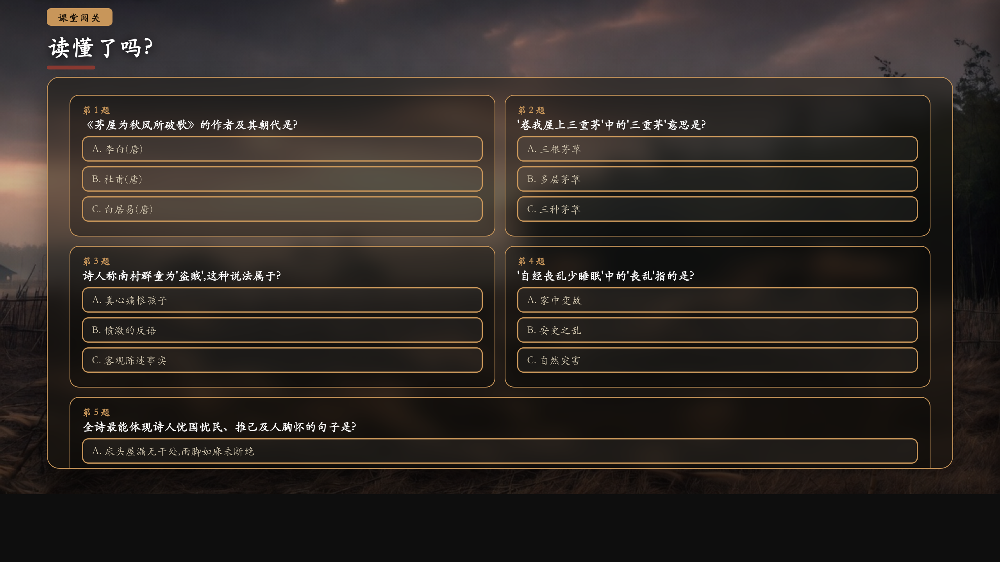 课堂闯关
读懂了吗?
第 1 题
《茅屋为秋风所破歌》的作者及其朝代是?
A. 李白(唐)
B. 杜甫(唐)
C. 白居易(唐)
第 2 题
'卷我屋上三重茅'中的'三重茅'意思是?
A. 三根茅草
B. 多层茅草
C. 三种茅草
第 3 题
诗人称南村群童为'盗贼',这种说法属于?
A. 真心痛恨孩子
B. 愤激的反语
C. 客观陈述事实
第 4 题
'自经丧乱少睡眠'中的'丧乱'指的是?
A. 家中变故
B. 安史之乱
C. 自然灾害
第 5 题
全诗最能体现诗人忧国忧民、推己及人胸怀的句子是?
A. 床头屋漏无干处,雨脚如麻未断绝